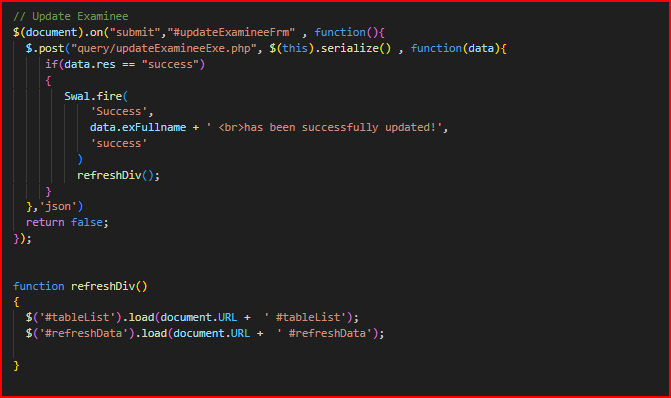 // Update Examinee
$(document).on("submit","#updateExamineeFrm" , function(){
  $.post("query/updateExamineeExe.php", $(this).serialize() , function(data){
     if(data.res == "success")
     {
        Swal.fire(
            'Success',
            data.exFullname + ' <br>has been successfully updated!',
            'success'
          )
          refreshDiv();
     }
  },'json')
  return false;
});
function refreshDiv()
{
  $('#tableList').load(document.URL +  ' #tableList');
  $('#refreshData').load(document.URL +  ' #refreshData');
}